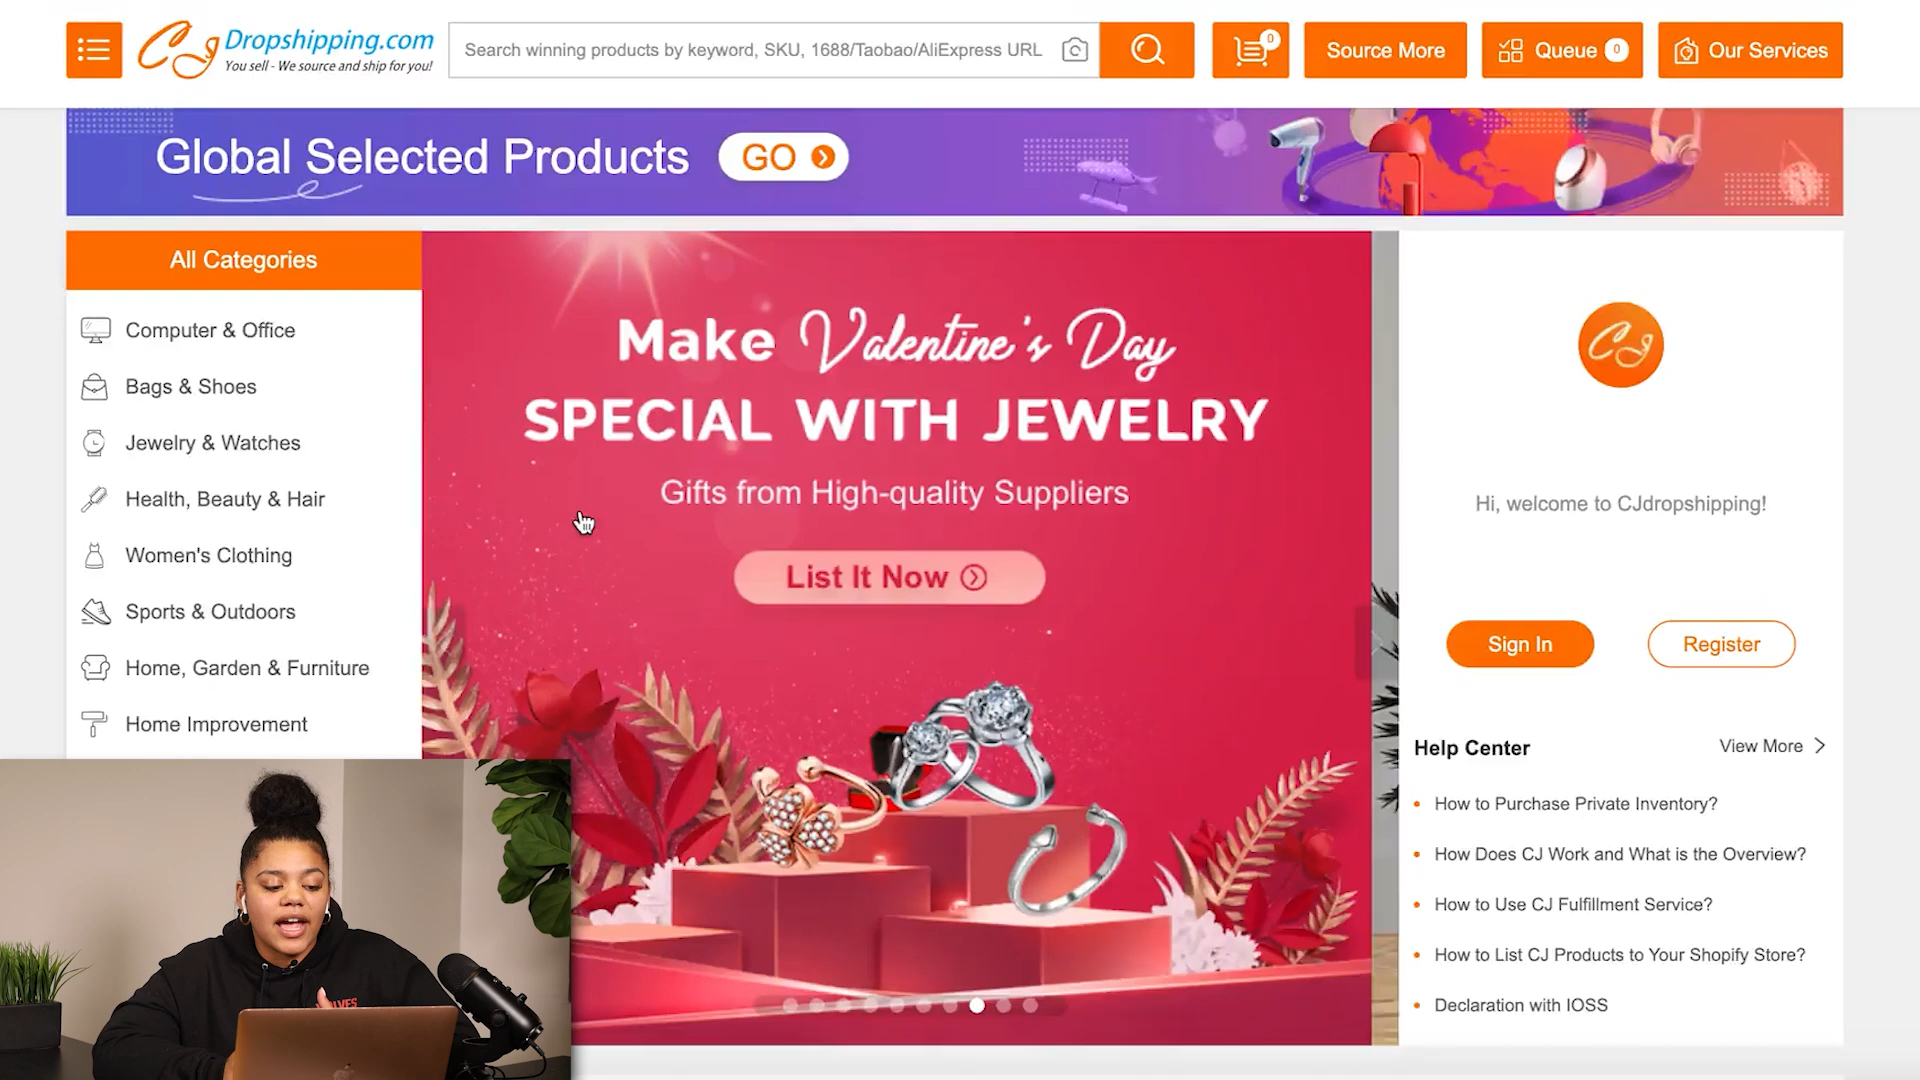 CJ Dropshipping.com
You sell - We source and ship for you!
Search winning products by keyword, SKU, 1688/Taobao/AliExpress URL
0
Source More
Queue 0
Our Services
Global Selected Products
GO
All Categories
Computer & Office
Bags & Shoes
Jewelry & Watches
Health, Beauty & Hair
Women's Clothing
Sports & Outdoors
Home, Garden & Furniture
Home Improvement
Make Valentine's Day
SPECIAL WITH JEWELRY
Gifts from High-quality Suppliers
List It Now
CJ
Hi, welcome to CJdropshipping!
Sign In
Register
Help Center
View More
How to Purchase Private Inventory?
How Does CJ Work and What is the Overview?
How to Use CJ Fulfillment Service?
How to List CJ Products to Your Shopify Store?
Declaration with IOSS